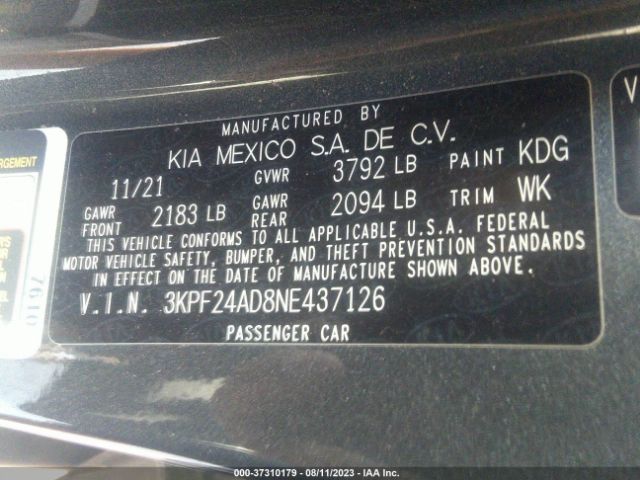 MANUFACTURED BY
KIA MEXICO S.A. DE C.V.
11/21 GVWR 3792 LB PAINT KDG
GAWR FRONT 2183 LB GAWR REAR 2094 LB TRIM WK
THIS VEHICLE CONFORMS TO ALL APPLICABLE U.S.A. FEDERAL
MOTOR VEHICLE SAFETY, BUMPER, AND THEFT PREVENTION STANDARDS
IN EFFECT ON THE DATE OF MANUFACTURE SHOWN ABOVE.
V.I.N. 3KPF24AD8NE437126
PASSENGER CAR
7610
000-37310179 - 08/11/2023 - IAA Inc.